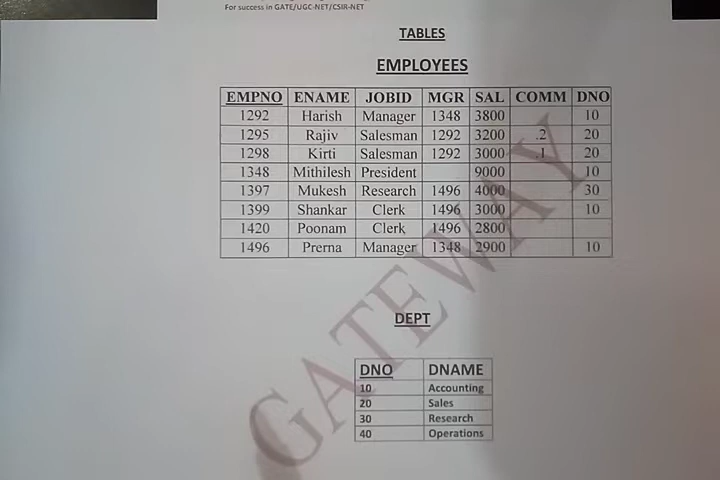 For success in GATE/UGC-NET/CSIR-NET
TABLES
EMPLOYEES
EMPNO ENAME JOBID MGR SAL COMM DNO
1292 Harish Manager 1348 3800 10
1295 Rajiv Salesman 1292 3200 .2 20
1298 Kirti Salesman 1292 3000 .1 20
1348 Mithilesh President 9000 10
1397 Mukesh Research 1496 4000 30
1399 Shankar Clerk 1496 3000 10
1420 Poonam Clerk 1496 2800
1496 Prerna Manager 1348 2900 10
GATEWAY
DEPT
DNO DNAME
10 Accounting
20 Sales
30 Research
40 Operations